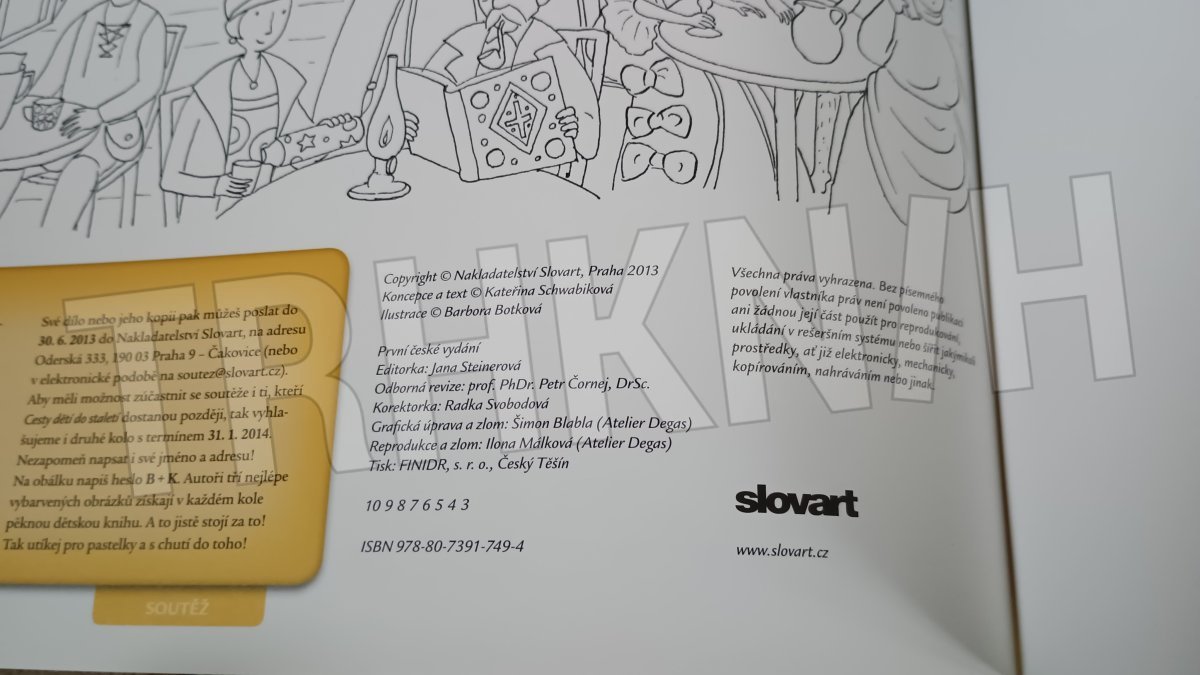 Své dílo nebo jeho kopii pak můžeš poslat do
30. 6. 2013 do Nakladatelství Slovart, na adresu
Oderská 333, 190 03 Praha 9 – Čakovice (nebo
v elektronické podobě na soutez@slovart.cz).
Aby měli možnost zúčastnit se soutěže i ti, kteří
Cesty dětí do staletí dostanou později, tak vyhla-
šujeme i druhé kolo s termínem 31. 1. 2014.
Nezapomeň napsat i své jméno a adresu!
Na obálku napiš heslo B + K. Autoři tří nejlépe
vybarvených obrázků získají v každém kole
pěknou dětskou knihu. A to jistě stojí za to!
Tak utíkej pro pastelky a s chutí do toho!
SOUTĚŽ
Copyright © Nakladatelství Slovart, Praha 2013
Koncepce a text © Kateřina Schwabiková
Ilustrace © Barbora Botková
První české vydání
Editorka: Jana Steinerová
Odborná revize: prof. PhDr. Petr Čornej, DrSc.
Korektorka: Radka Svobodová
Grafická úprava a zlom: Šimon Blabla (Atelier Degas)
Reprodukce a zlom: Ilona Málková (Atelier Degas)
Tisk: FINIDR, s. r. o., Český Těšín
10 9 8 7 6 5 4 3
ISBN 978-80-7391-749-4
Všechna práva vyhrazena. Bez písemného
povolení vlastníka práv není povoleno publikaci
ani žádnou její část použít pro reprodukování,
ukládání v rešeršním systému nebo šířit jakýmikoli
prostředky, ať již elektronicky, mechanicky,
kopírováním, nahráváním nebo jinak.
slovart
www.slovart.cz
TRHKNIH